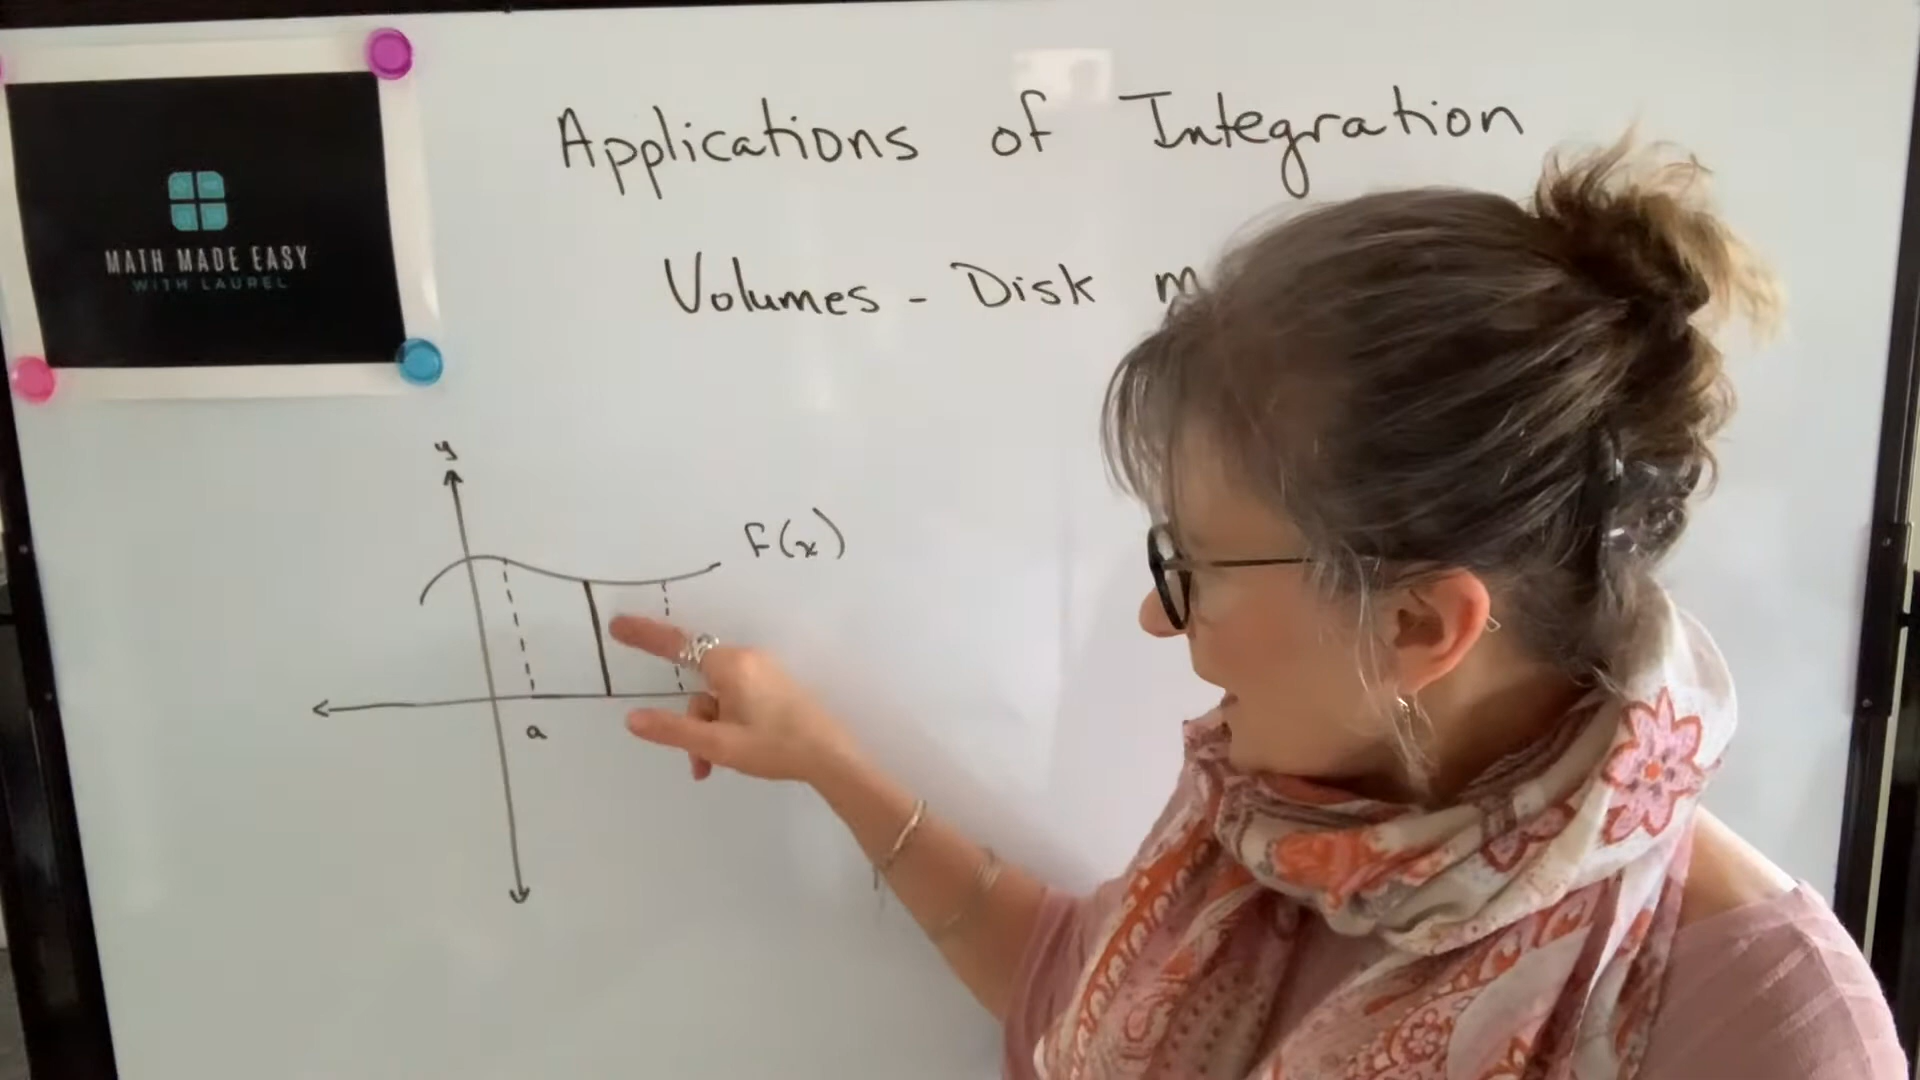 Applications of Integration
MATH MADE EASY
WITH LAUREL
Volumes - Disk m
y
f(x)
a